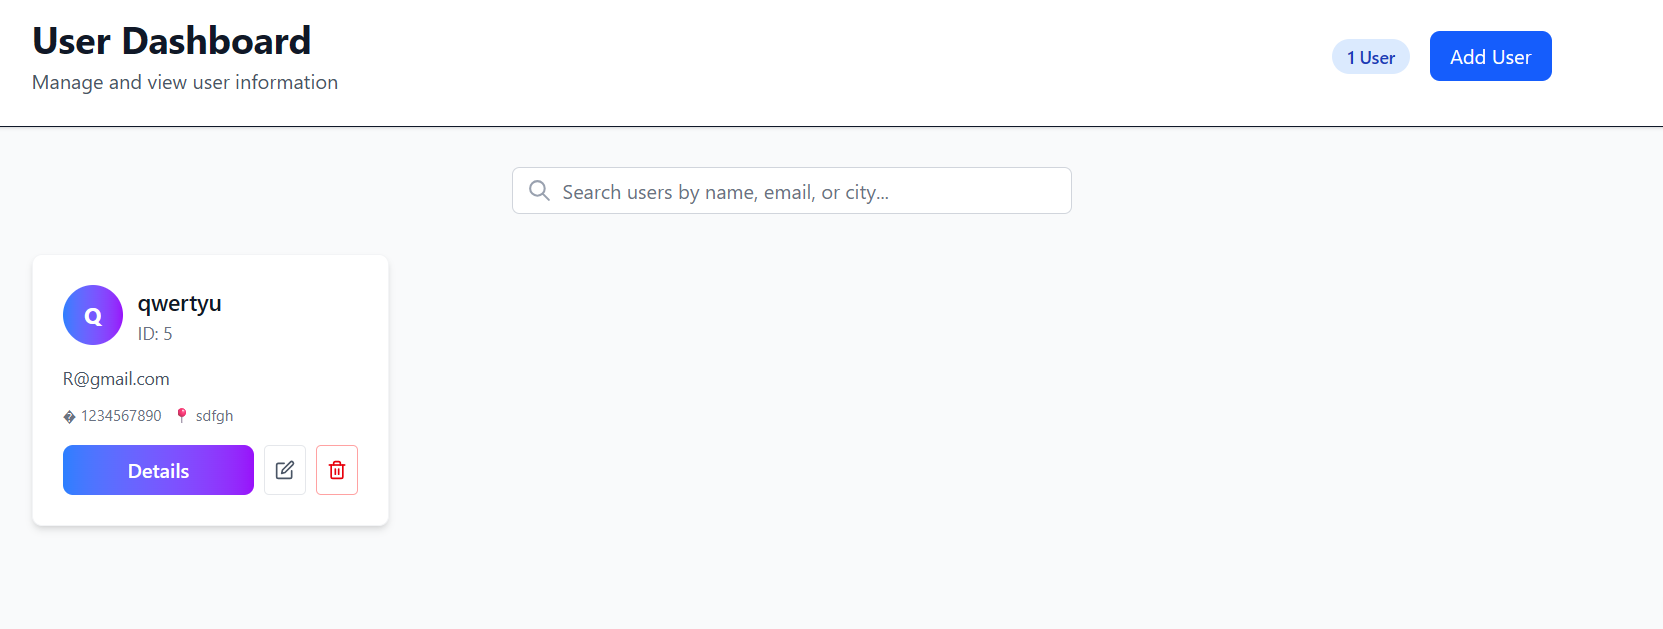 User Dashboard
Manage and view user information
1 User
Add User
Search users by name, email, or city...
Q
qwertyu
ID: 5
R@gmail.com
� 1234567890 📍 sdfgh
Details